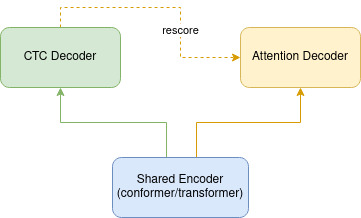 rescore
CTC Decoder
Attention Decoder
Shared Encoder
(conformer/transformer)